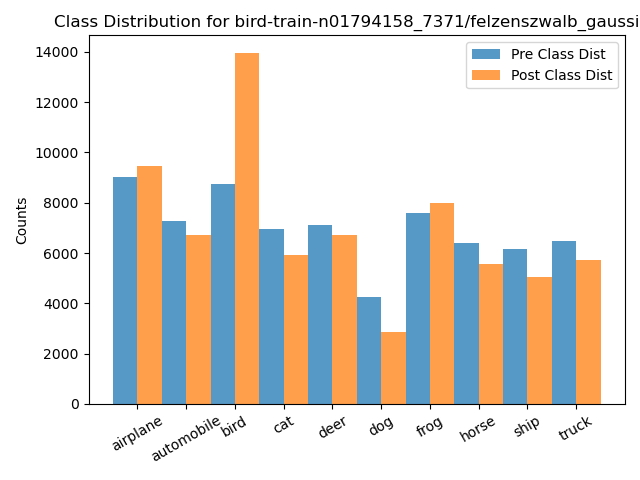 Class Distribution for bird-train-n01794158_7371/felzenszwalb_gaussi
Pre Class Dist
Post Class Dist
Counts
14000
12000
10000
8000
6000
4000
2000
0
airplane
automobile
bird
cat
deer
dog
frog
horse
ship
truck